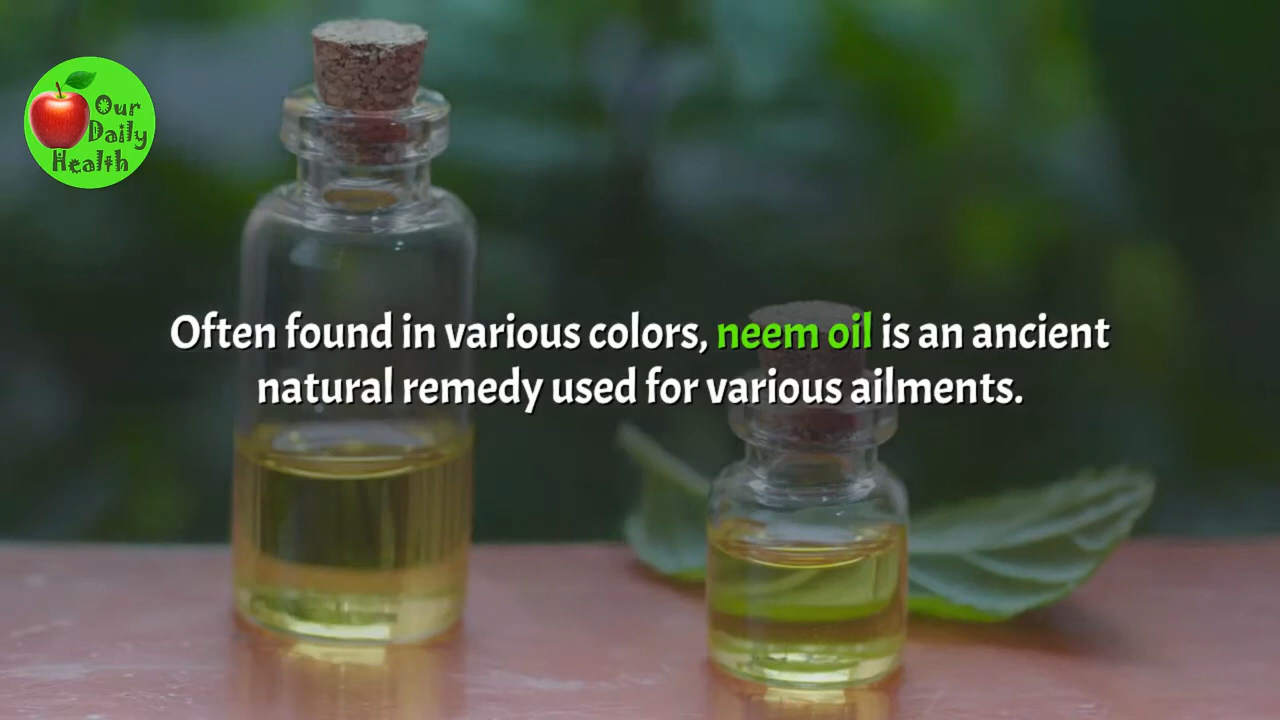 Our
Daily
Health
Often found in various colors, neem oil is an ancient
natural remedy used for various ailments.